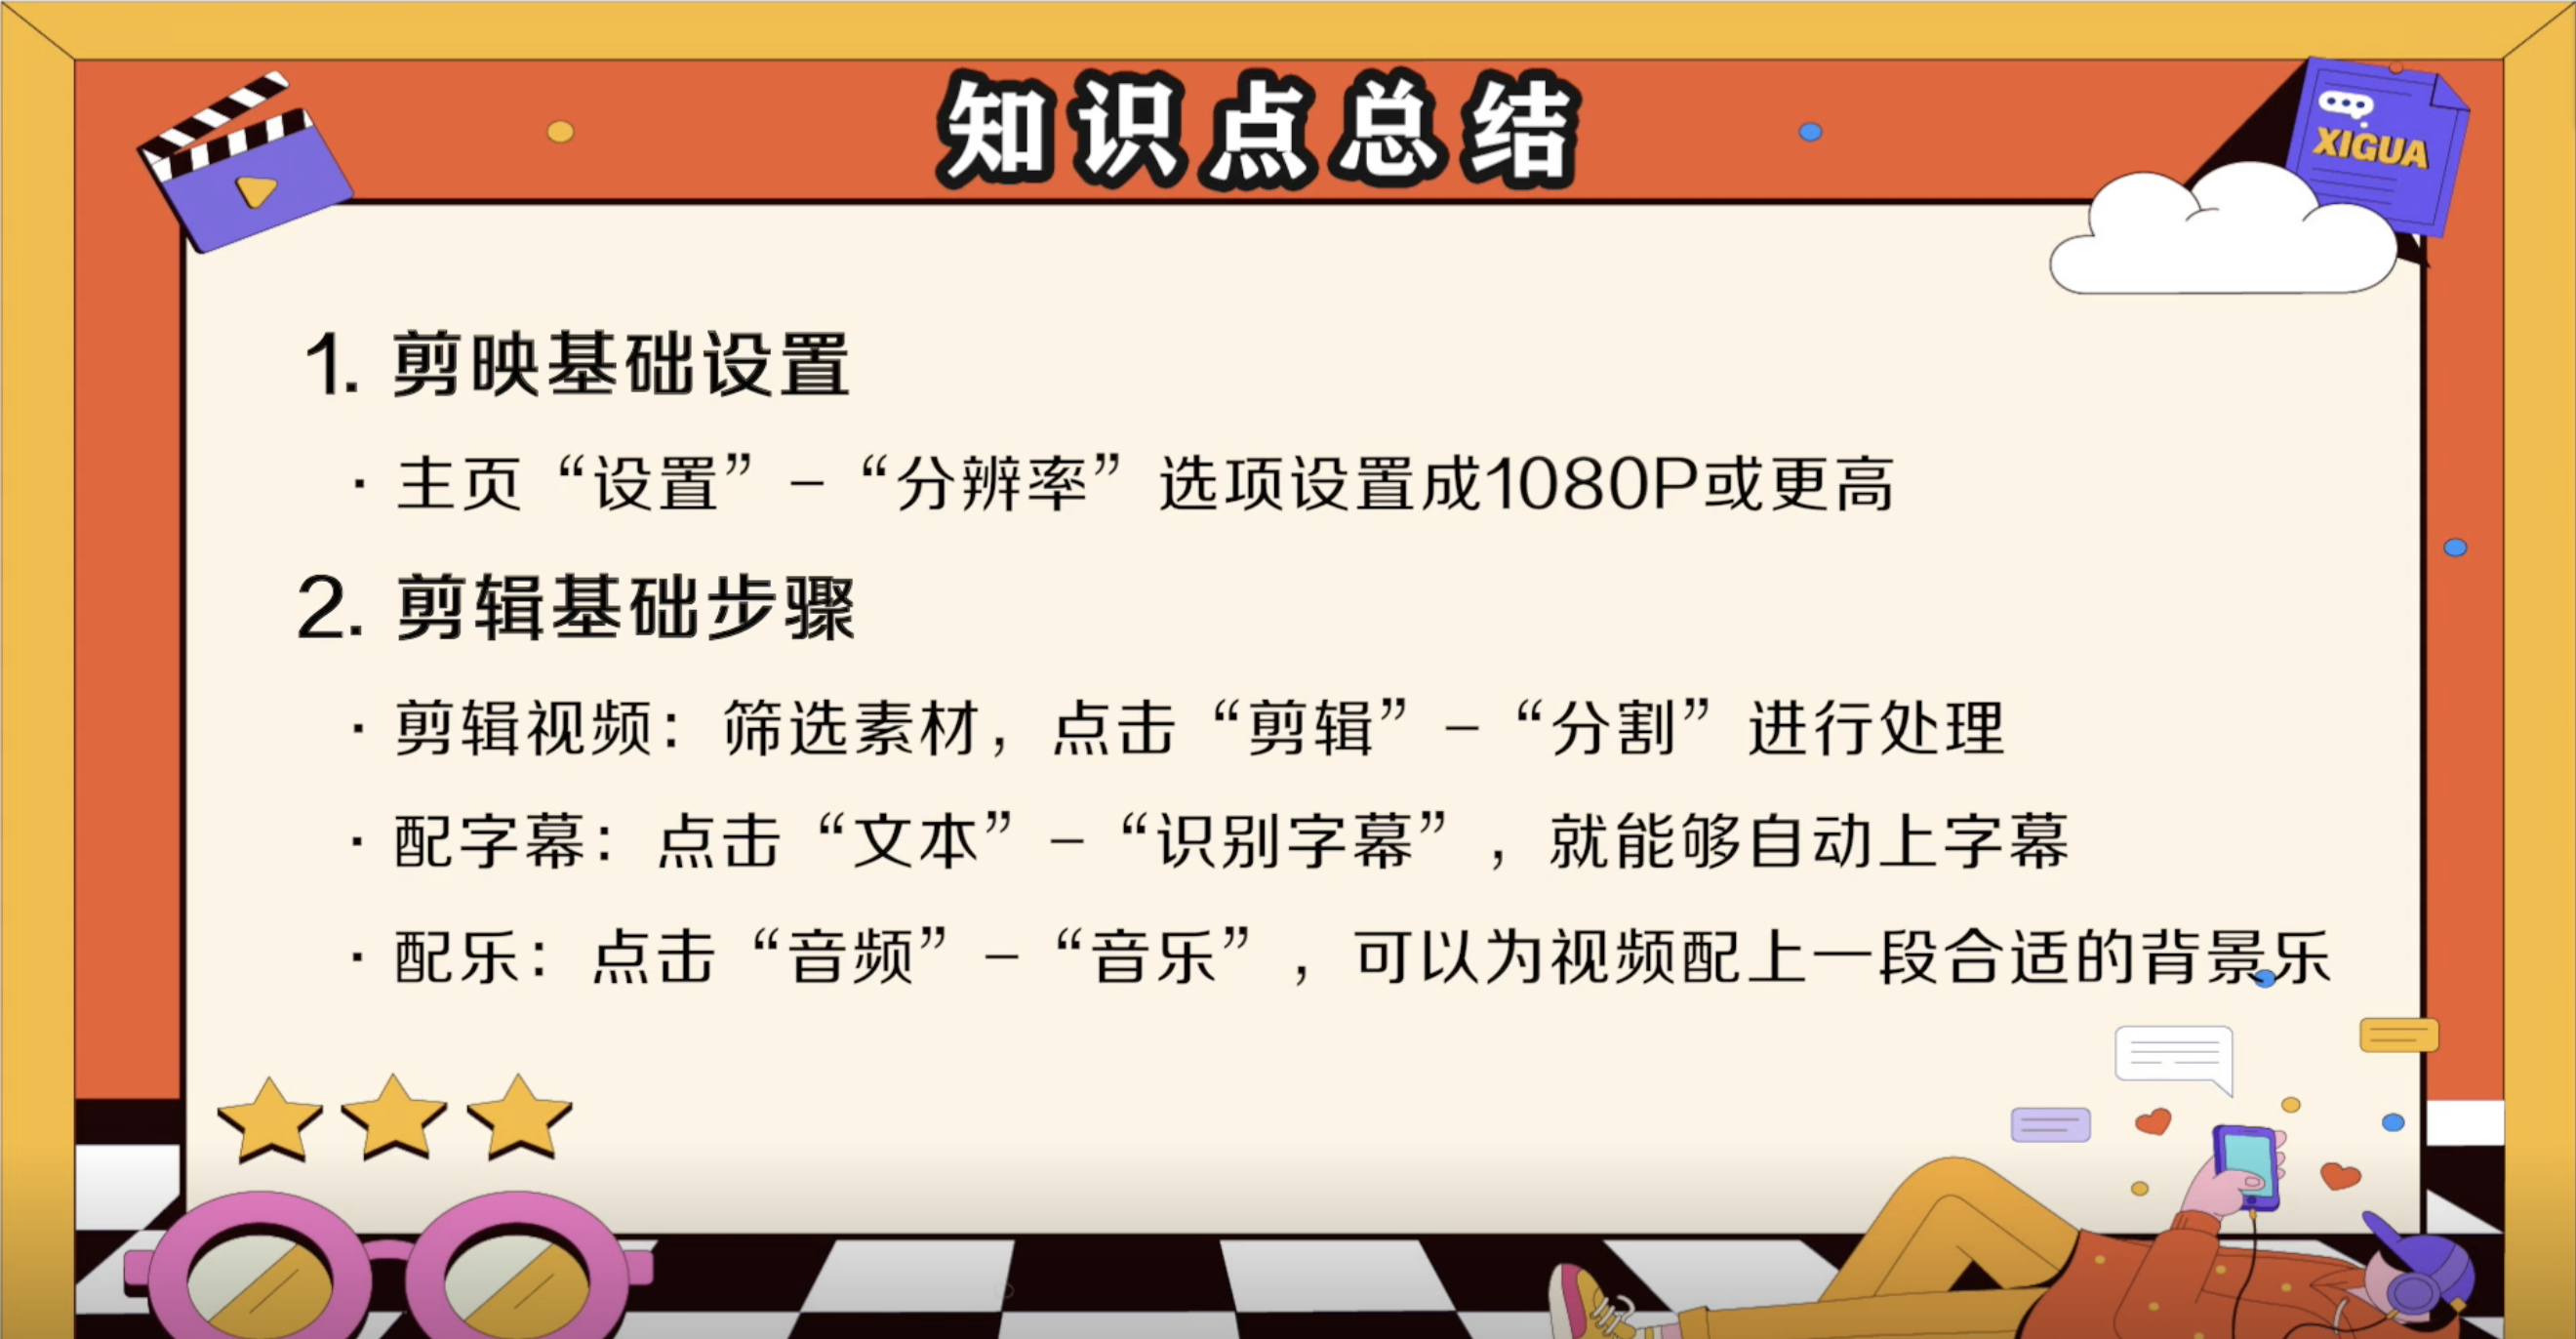 知识点总结
XIGUA
1. 剪映基础设置
· 主页“设置”－“分辨率”选项设置成1080P或更高
2. 剪辑基础步骤
· 剪辑视频：筛选素材，点击“剪辑”－“分割”进行处理
· 配字幕：点击“文本”－“识别字幕”，就能够自动上字幕
· 配乐：点击“音频”－“音乐”，可以为视频配上一段合适的背景乐